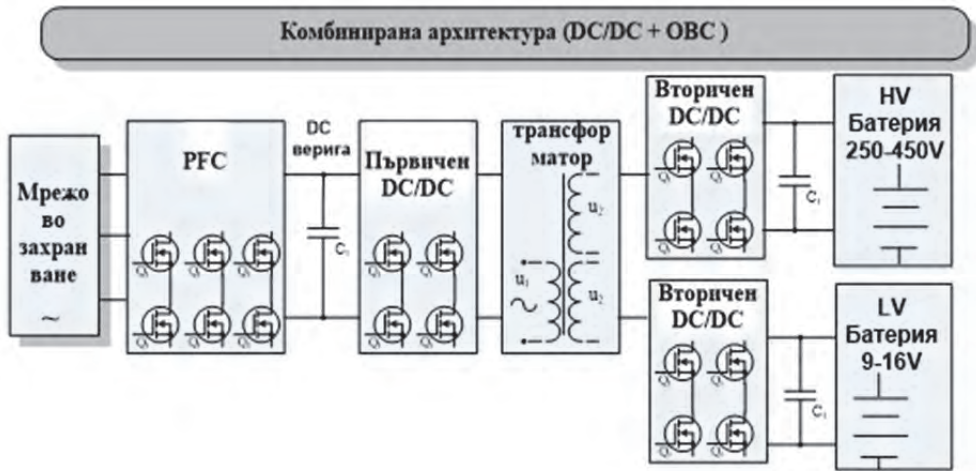 Комбинирана архитектура (DC/DC + OBC )
Мрежо
во
захран
ване
~
PFC
DC
верига
Първичен
DC/DC
трансфор
матор
u₁
u₂
u₂
Вторичен
DC/DC
C₁
HV
Батерия
250-450V
Вторичен
DC/DC
C₁
LV
Батерия
9-16V